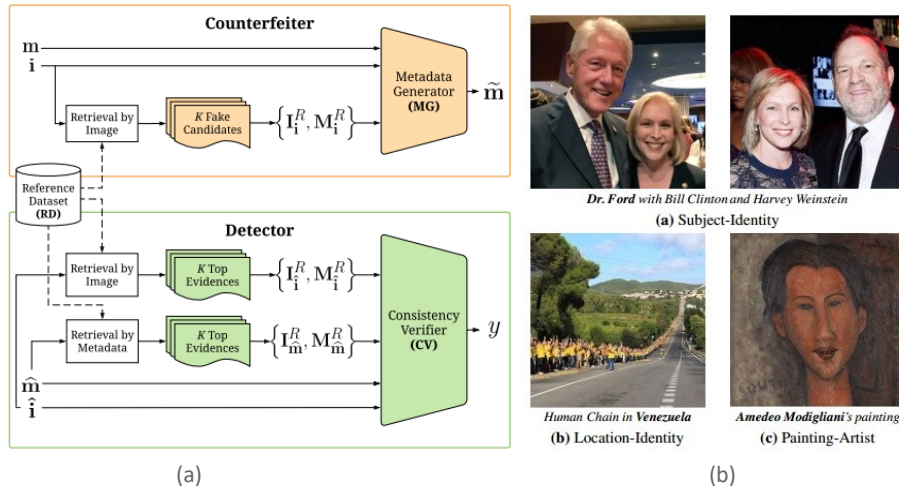 Counterfeiter
m
i
Retrieval by
Image
K Fake
Candidates
{I_i^R, M_i^R}
Metadata
Generator
(MG)
m̃
Reference
Dataset
(RD)
Detector
Retrieval by
Image
K Top
Evidences
{I_î^R, M_î^R}
Retrieval by
Metadata
K Top
Evidences
{I_m̂^R, M_m̂^R}
Consistency
Verifier
(CV)
y
m̂
î
(a)
Dr. Ford with Bill Clinton and Harvey Weinstein
(a) Subject-Identity
Human Chain in Venezuela
(b) Location-Identity
Amedeo Modigliani's painting
(c) Painting-Artist
(b)